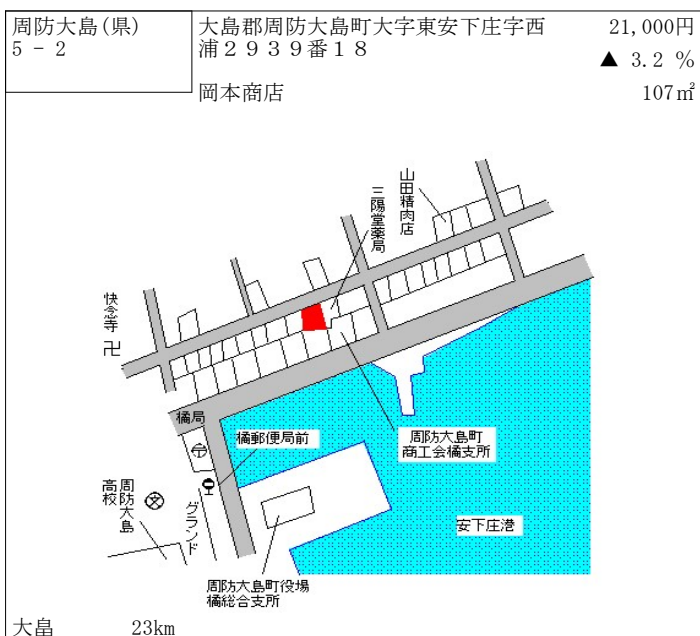 周防大島(県)
5 - 2
大島郡周防大島町大字東安下庄字西
浦2939番18
岡本商店
21,000円
▲ 3.2 %
107㎡
山田精肉店
三陽堂薬局
快念寺
卍
橘局
橘郵便局前
周防大島町
商工会橘支所
周防大島
高校
グランド
安下庄港
周防大島町役場
橘総合支所
大畠 23km